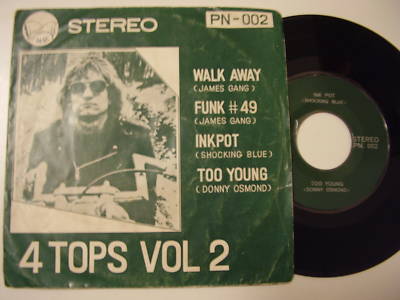 STEREO
PN-002
WALK AWAY
(JAMES GANG)
FUNK #49
(JAMES GANG)
INKPOT
(SHOCKING BLUE)
TOO YOUNG
(DONNY OSMOND)
4 TOPS VOL 2
INK POT
(SHOCKING BLUE)
STEREO
PN. 002
TOO YOUNG
(DONNY OSMOND)